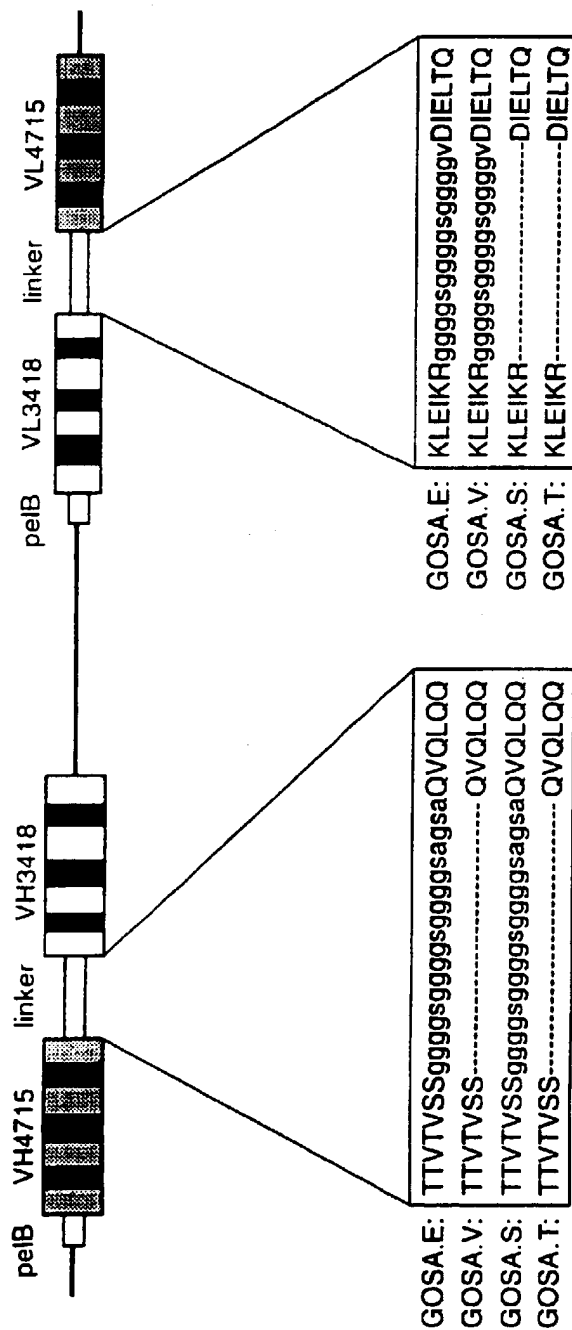 pelB VH4715 linker VH3418 pelB VL3418 linker VL4715
GOSA.E: TTVTVSSggggsggggsggggsagsaQVQLQQ
GOSA.V: TTVTVSS-----------------------------QVQLQQ
GOSA.S: TTVTVSSggggsggggsggggsagsaQVQLQQ
GOSA.T: TTVTVSS-----------------------------QVQLQQ
GOSA.E: KLEIKRggggsggggsggggvDIELTQ
GOSA.V: KLEIKRggggsggggsggggvDIELTQ
GOSA.S: KLEIKR----------------------DIELTQ
GOSA.T: KLEIKR----------------------DIELTQ